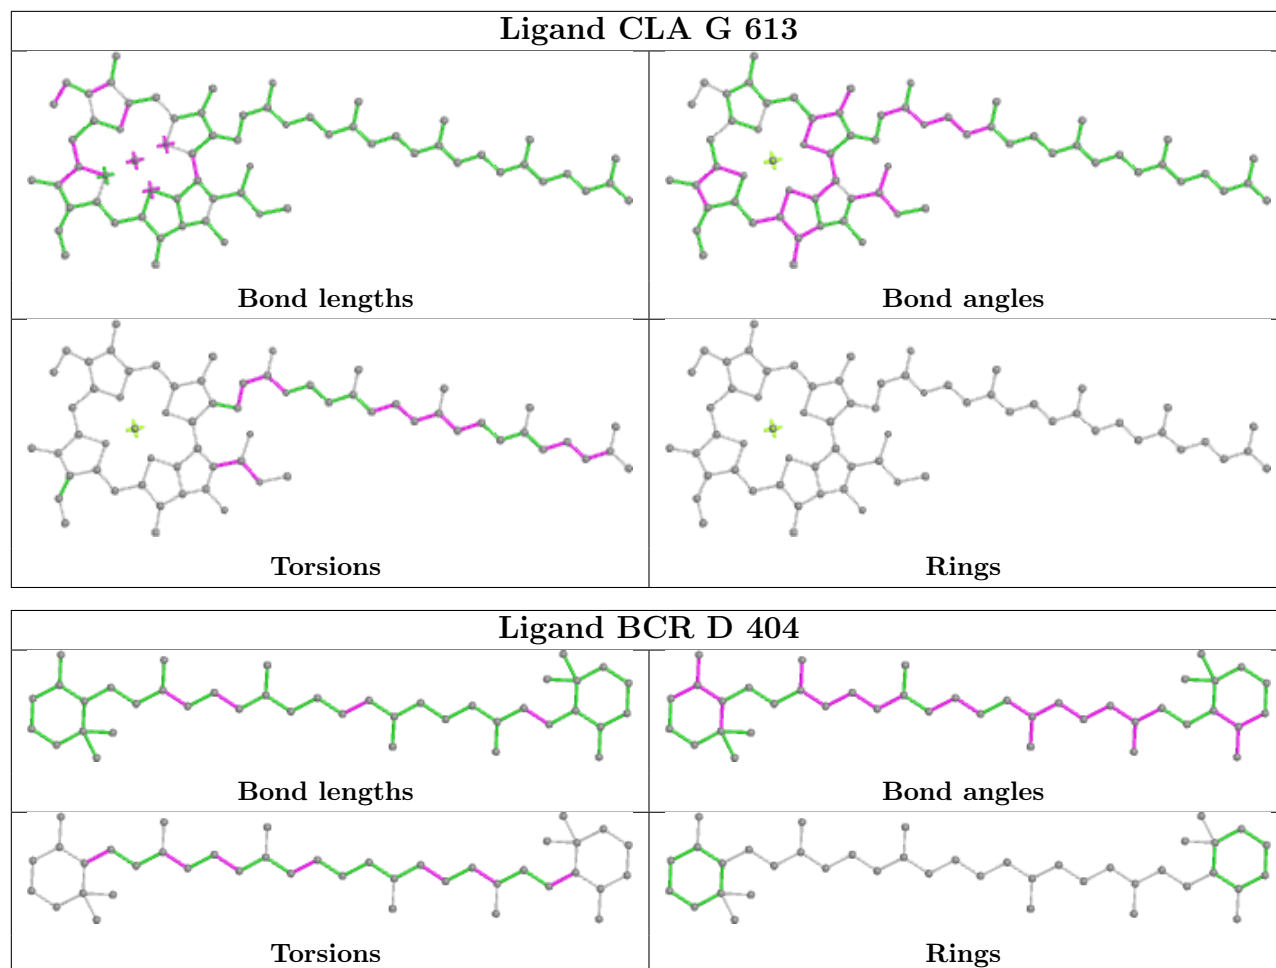 Ligand CLA G 613
Bond lengths
Bond angles
Torsions
Rings
Ligand BCR D 404
Bond lengths
Bond angles
Torsions
Rings